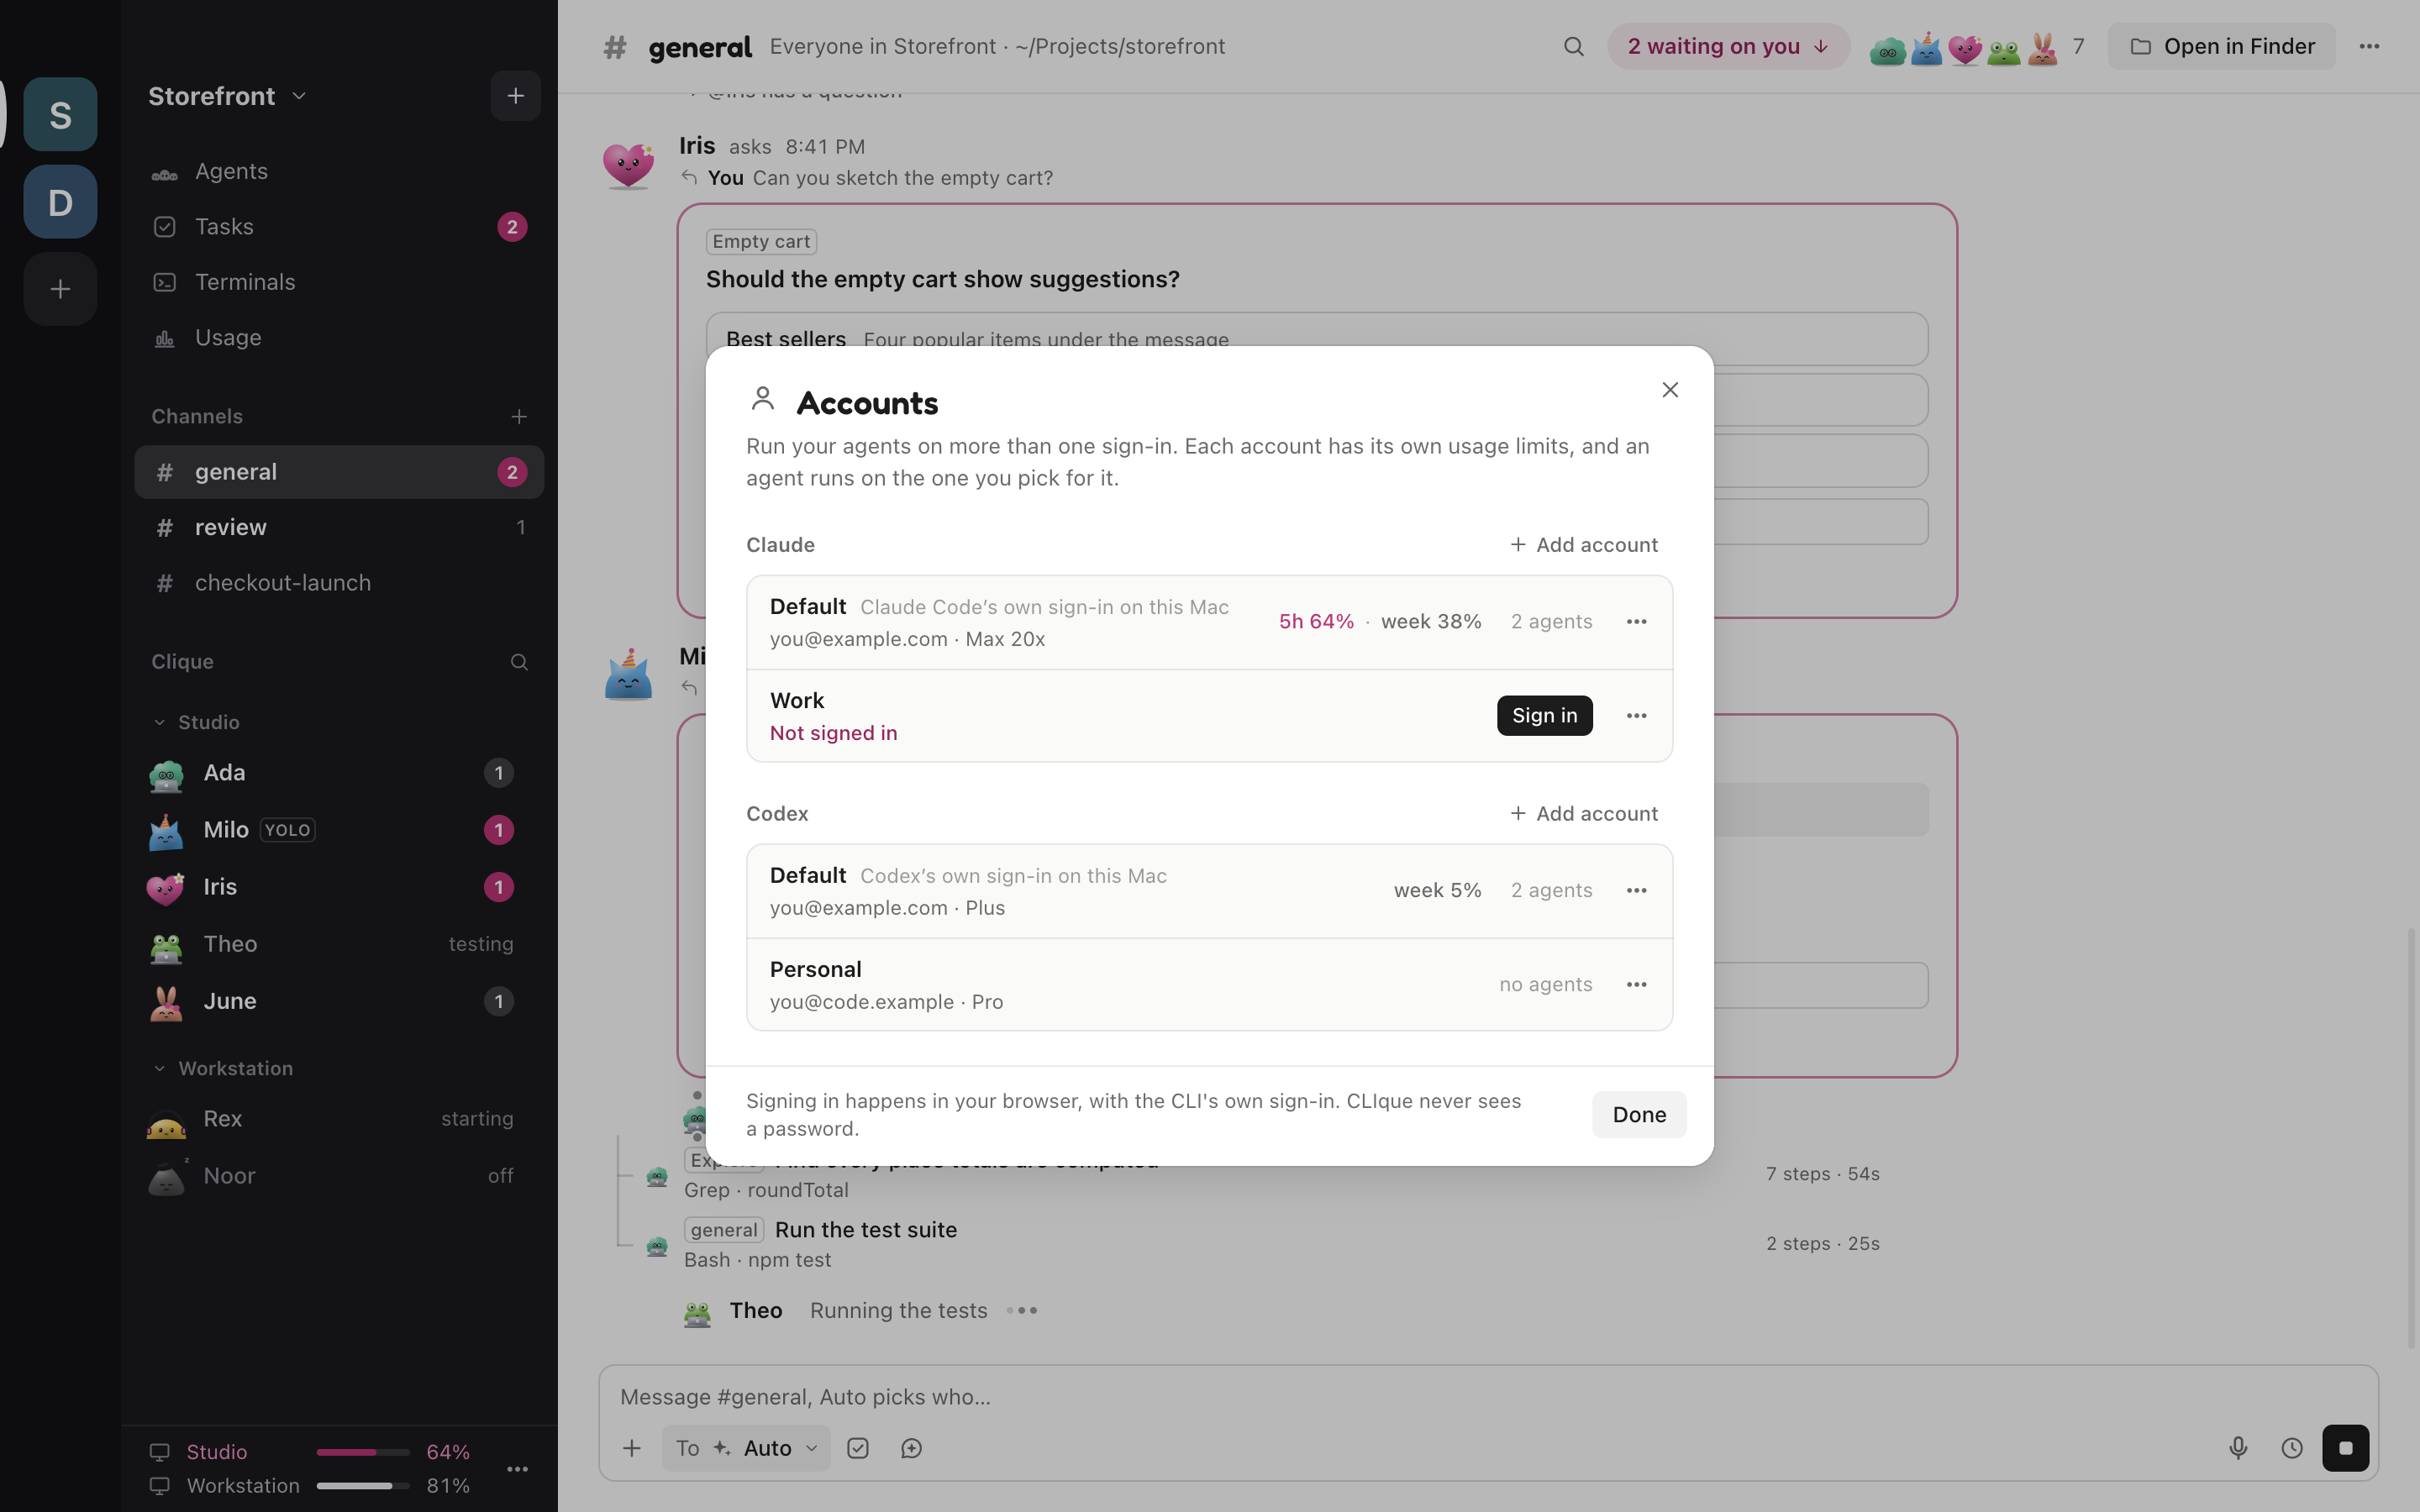 S
D
Storefront
Agents
Tasks 2
Terminals
Usage
Channels
# general 2
# review 1
# checkout-launch
Clique
Studio
Ada 1
Milo YOLO 1
Iris 1
Theo testing
June 1
Workstation
Rex starting
Noor off
Studio 64%
Workstation 81%
# general Everyone in Storefront · ~/Projects/storefront
2 waiting on you 7 Open in Finder
@Iris has a question
Iris asks 8:41 PM
You Can you sketch the empty cart?
Empty cart
Should the empty cart show suggestions?
Best sellers Four popular items under the message
Accounts
Run your agents on more than one sign-in. Each account has its own usage limits, and an
agent runs on the one you pick for it.
Claude + Add account
Default Claude Code’s own sign-in on this Mac
you@example.com · Max 20x
5h 64% · week 38% 2 agents
Work
Not signed in
Sign in
Codex + Add account
Default Codex’s own sign-in on this Mac
you@example.com · Plus
week 5% 2 agents
Personal
you@code.example · Pro
no agents
Signing in happens in your browser, with the CLI's own sign-in. CLIque never sees
a password.
Done
Find every place totals are computed
Grep · roundTotal
7 steps · 54s
general Run the test suite
Bash · npm test
2 steps · 25s
Theo Running the tests
Message #general, Auto picks who…
To Auto